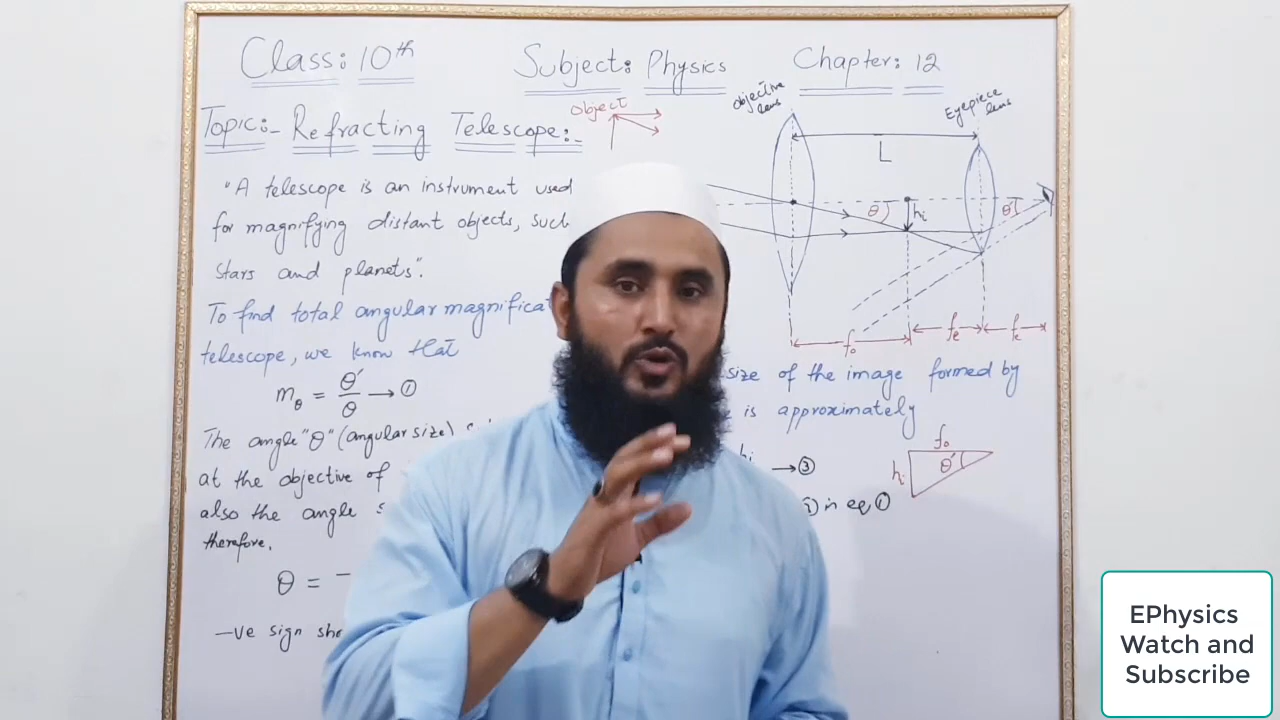 Class: 10th
Subject: Physics
Chapter: 12
Topic:- Refracting Telescope:-
Object
objective lens
Eyepiece lens
L
θ
hi
θ'
fo
fe
fe
"A telescope is an instrument used
for magnifying distant objects, such
stars and planets".
To find total angular
telescope, we know that
mθ = θ'/θ → ①
The angle "θ" (angular size)
at the objective of
also the angle
therefore,
θ = -
-ve sign
size of the image formed by
is approximately
hi → ③
in eq ①
fo
hi
θ'
EPhysics
Watch and
Subscribe